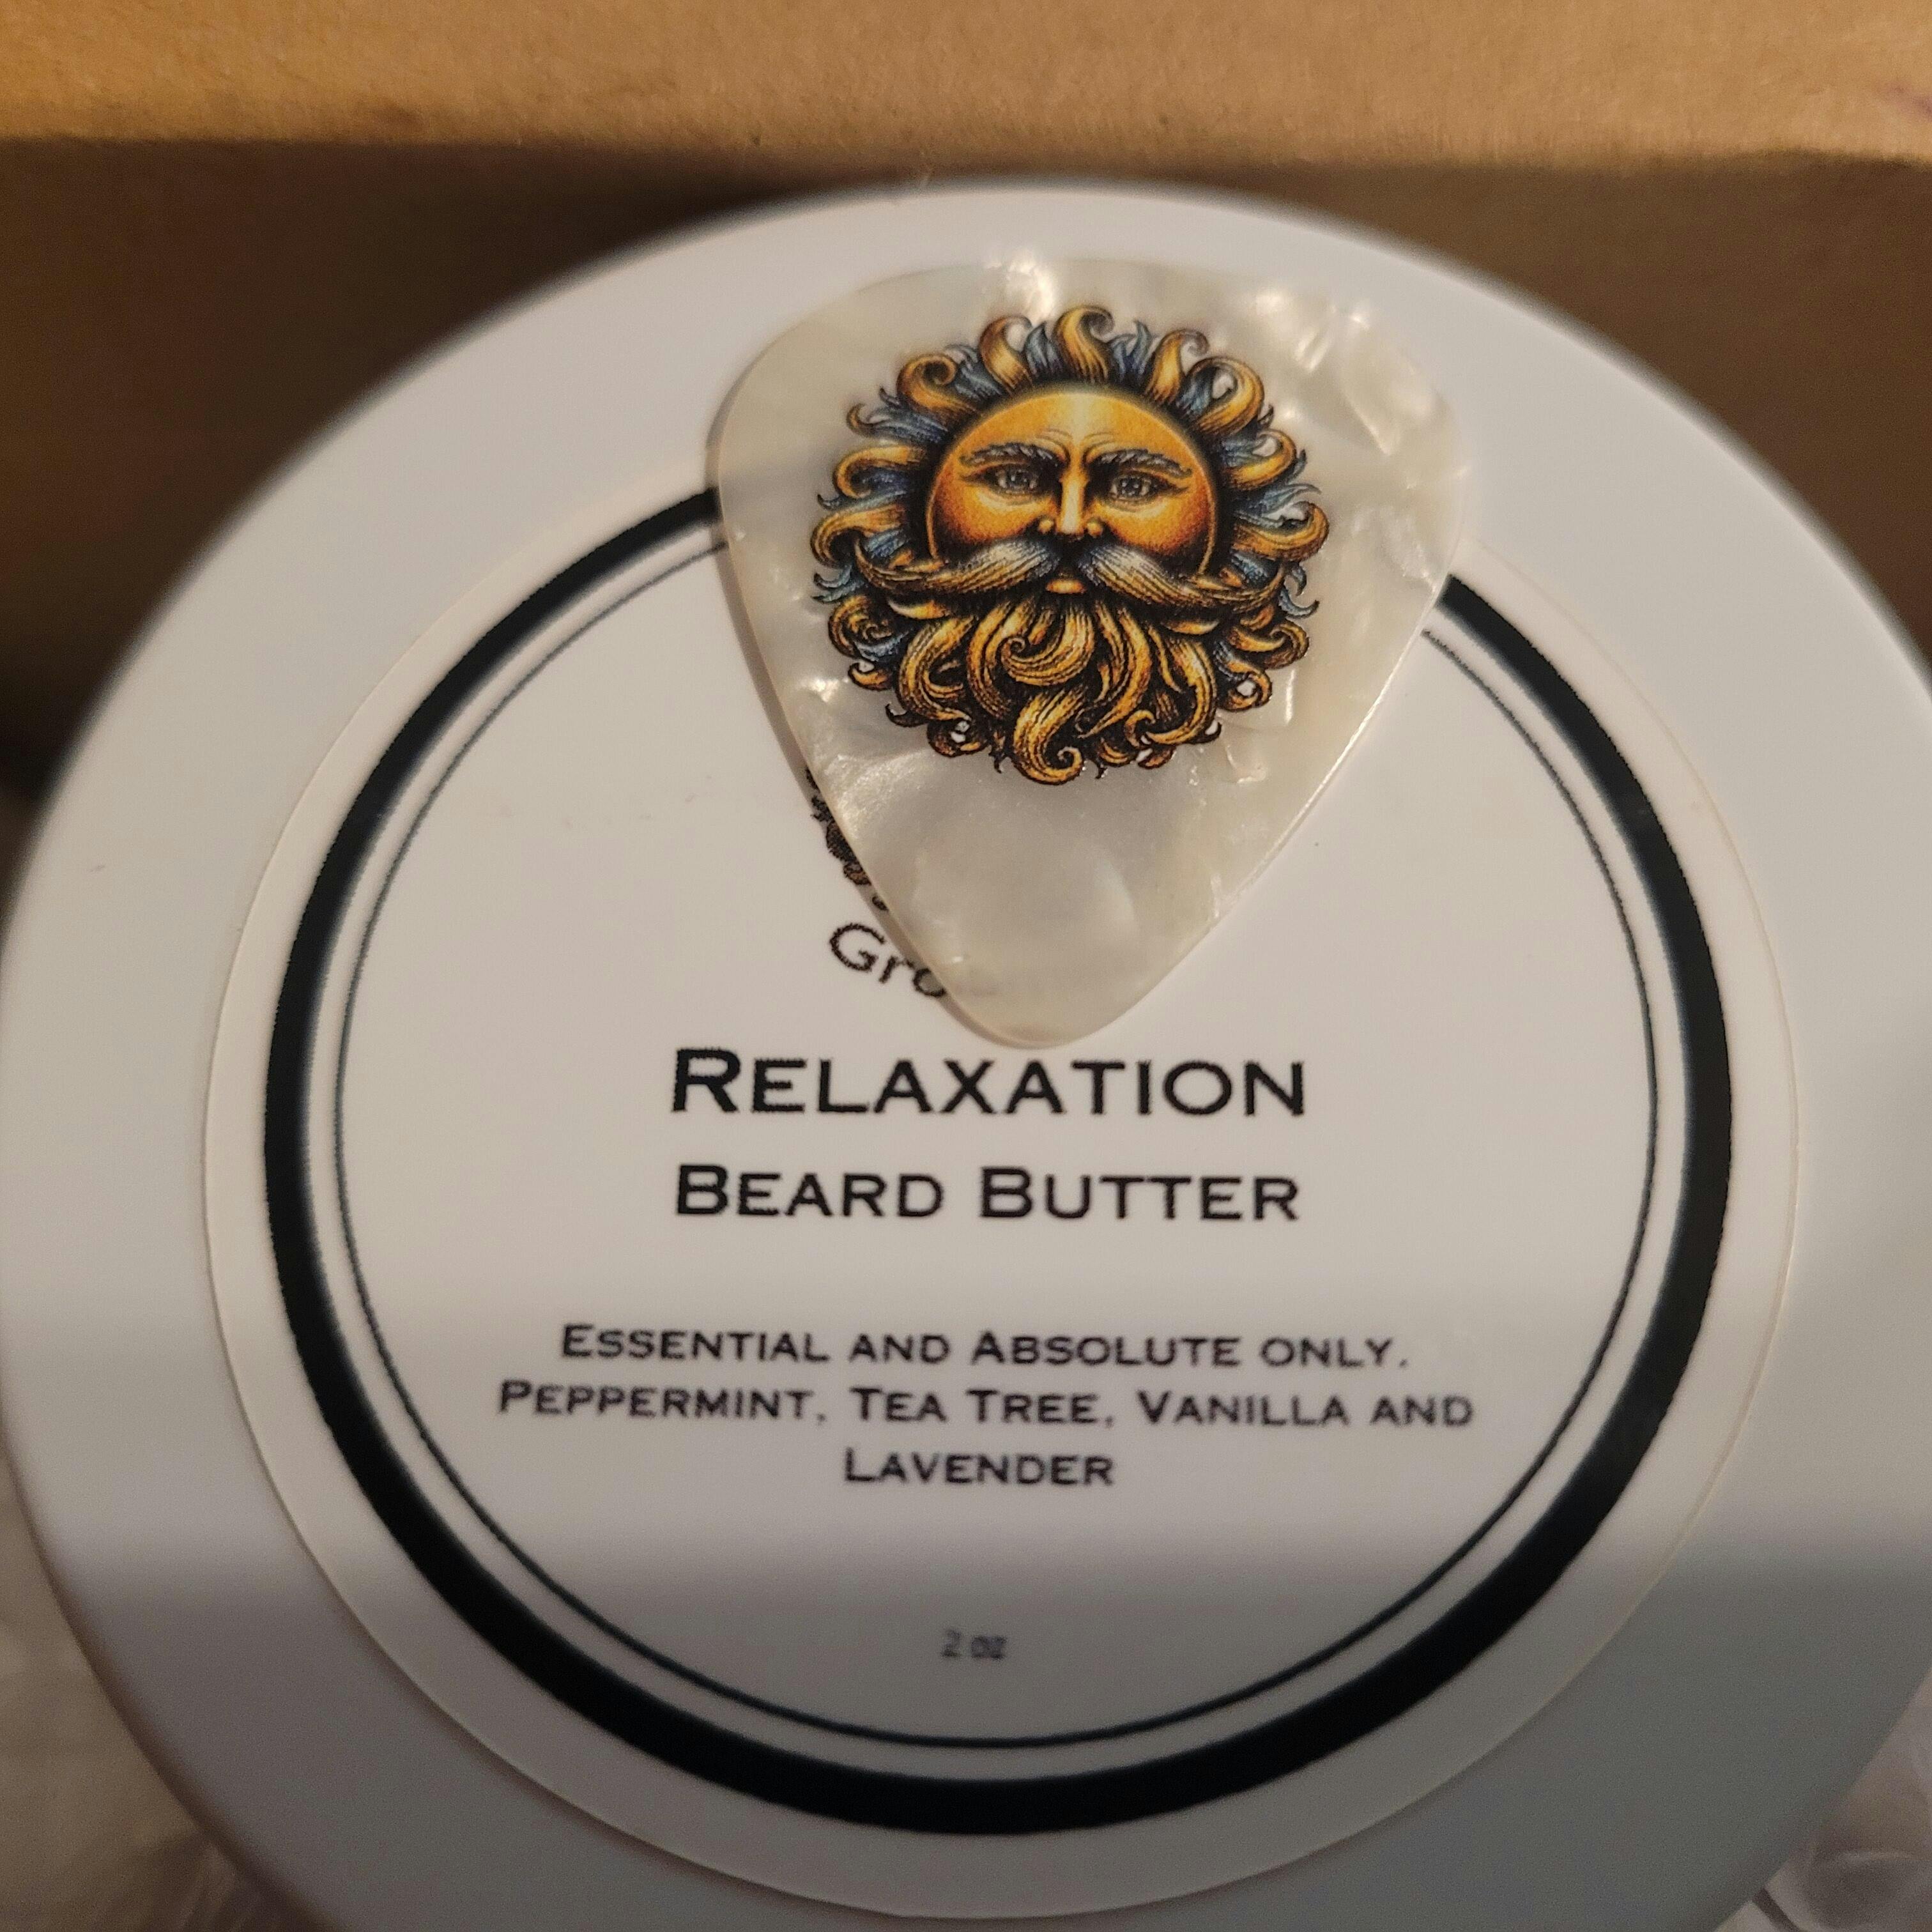 RELAXATION
BEARD BUTTER
ESSENTIAL AND ABSOLUTE ONLY.
PEPPERMINT, TEA TREE, VANILLA AND
LAVENDER
2 oz